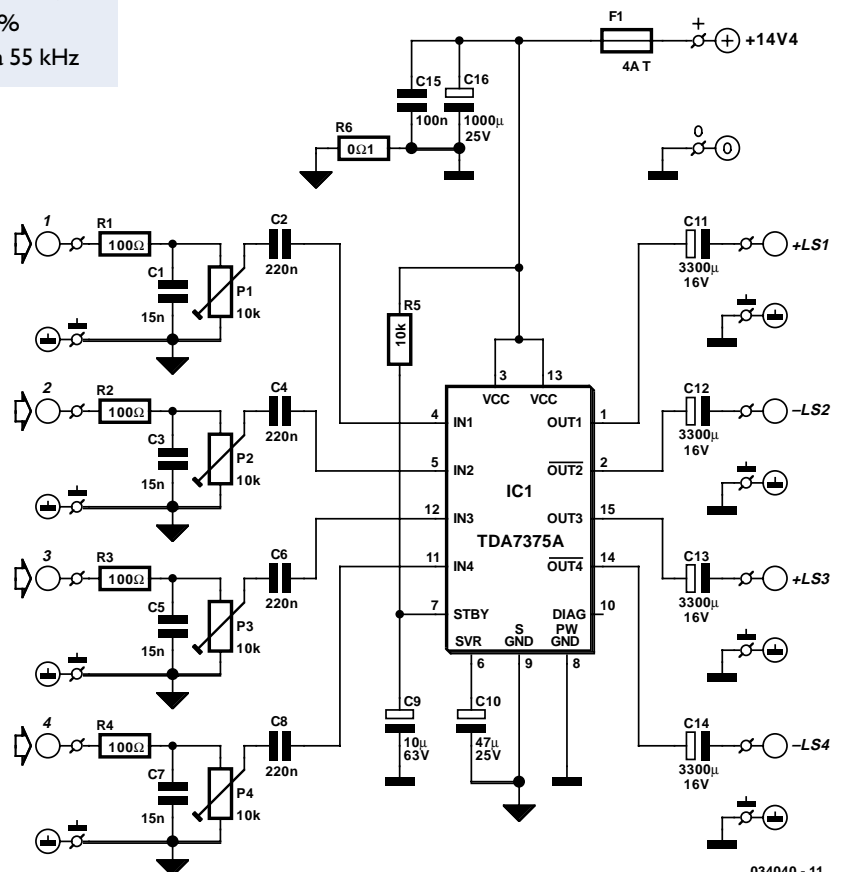 %
55 kHz
F1
+
+
+14V4
4A T
C15
C16
100n
1000µ
25V
R6
0Ω1
0
0
1
R1
100Ω
C2
220n
C1
15n
P1
10k
C11
3300µ
16V
+LS1
R5
10k
2
R2
100Ω
C4
220n
C3
15n
P2
10k
3
13
VCC
VCC
4
IN1
OUT1
1
5
IN2
OUT2
2
C12
3300µ
16V
–LS2
IC1
12
IN3
OUT3
15
TDA7375A
11
IN4
OUT4
14
7
STBY
DIAG
10
SVR
S
GND
PW
GND
6
9
8
3
R3
100Ω
C6
220n
C5
15n
P3
10k
C13
3300µ
16V
+LS3
C9
10µ
63V
C10
47µ
25V
4
R4
100Ω
C8
220n
C7
15n
P4
10k
C14
3300µ
16V
–LS4
034040 - 11